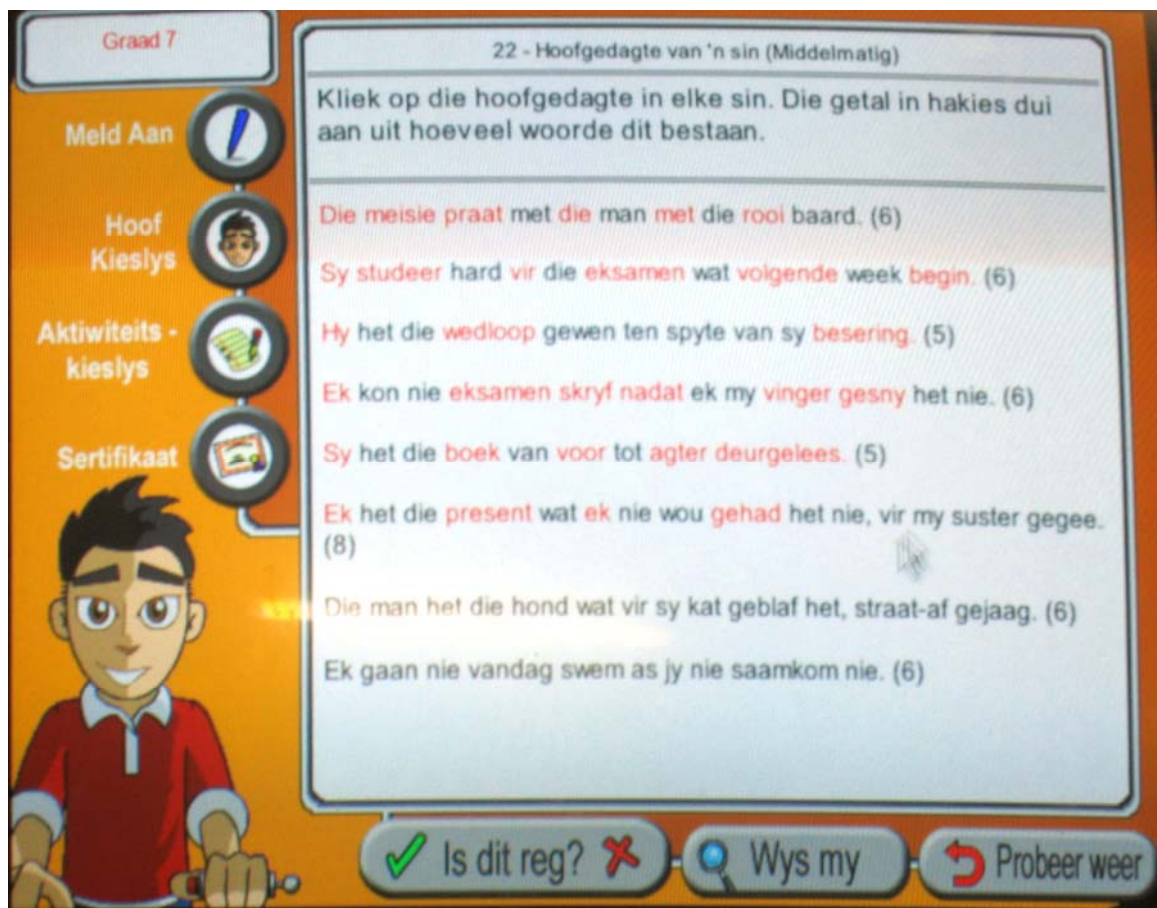 Graad 7
22 - Hoofgedagte van 'n sin (Middelmatig)
Kliek op die hoofgedagte in elke sin. Die getal in hakies dui
aan uit hoeveel woorde dit bestaan.
Meld Aan
Hoof
Kieslys
Aktiwiteits -
kieslys
Sertifikaat
Die meisie praat met die man met die rooi baard. (6)
Sy studeer hard vir die eksamen wat volgende week begin. (6)
Hy het die wedloop gewen ten spyte van sy besering. (5)
Ek kon nie eksamen skryf nadat ek my vinger gesny het nie. (6)
Sy het die boek van voor tot agter deurgelees. (5)
Ek het die present wat ek nie wou gehad het nie, vir my suster gegee.
(8)
Die man het die hond wat vir sy kat geblaf het, straat-af gejaag. (6)
Ek gaan nie vandag swem as jy nie saamkom nie. (6)
Is dit reg?
Wys my
Probeer weer